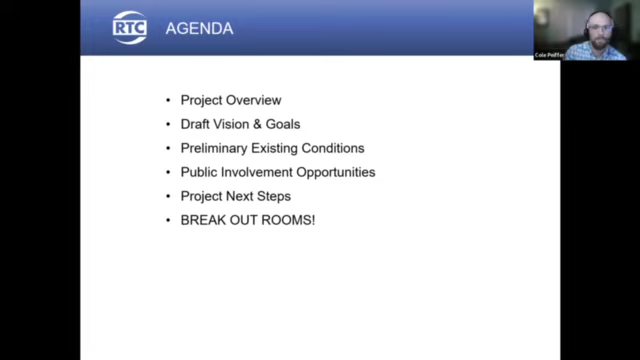 RTC
AGENDA
• Project Overview
• Draft Vision & Goals
• Preliminary Existing Conditions
• Public Involvement Opportunities
• Project Next Steps
• BREAK OUT ROOMS!
Cole